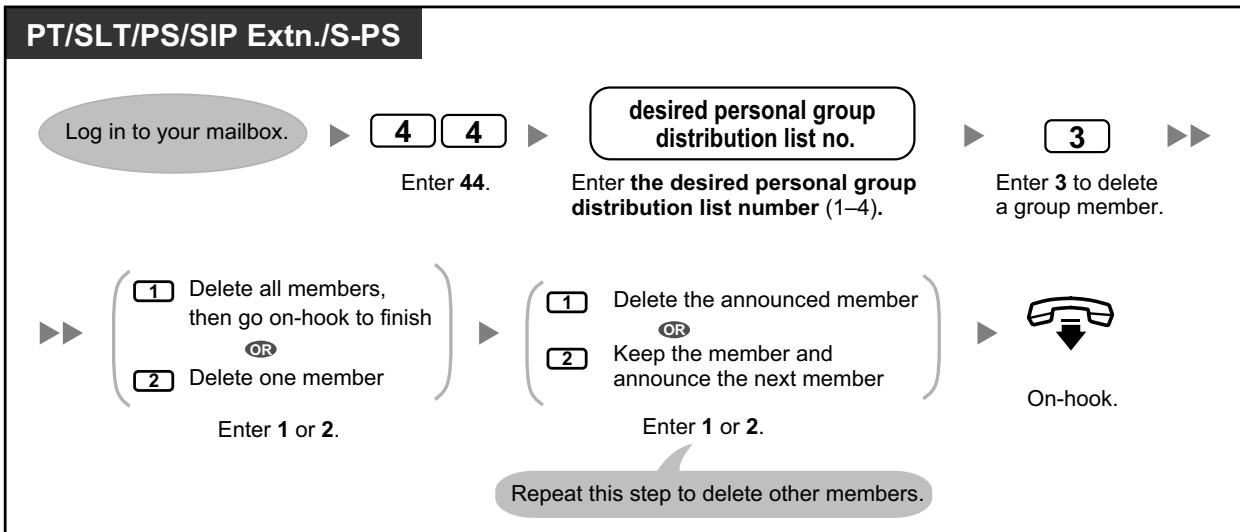 PT/SLT/PS/SIP Extn./S-PS
Log in to your mailbox.
4 4
Enter 44.
desired personal group
distribution list no.
Enter the desired personal group
distribution list number (1–4).
3
Enter 3 to delete
a group member.
1 Delete all members,
then go on-hook to finish
OR
2 Delete one member
Enter 1 or 2.
1 Delete the announced member
OR
2 Keep the member and
announce the next member
Enter 1 or 2.
Repeat this step to delete other members.
On-hook.